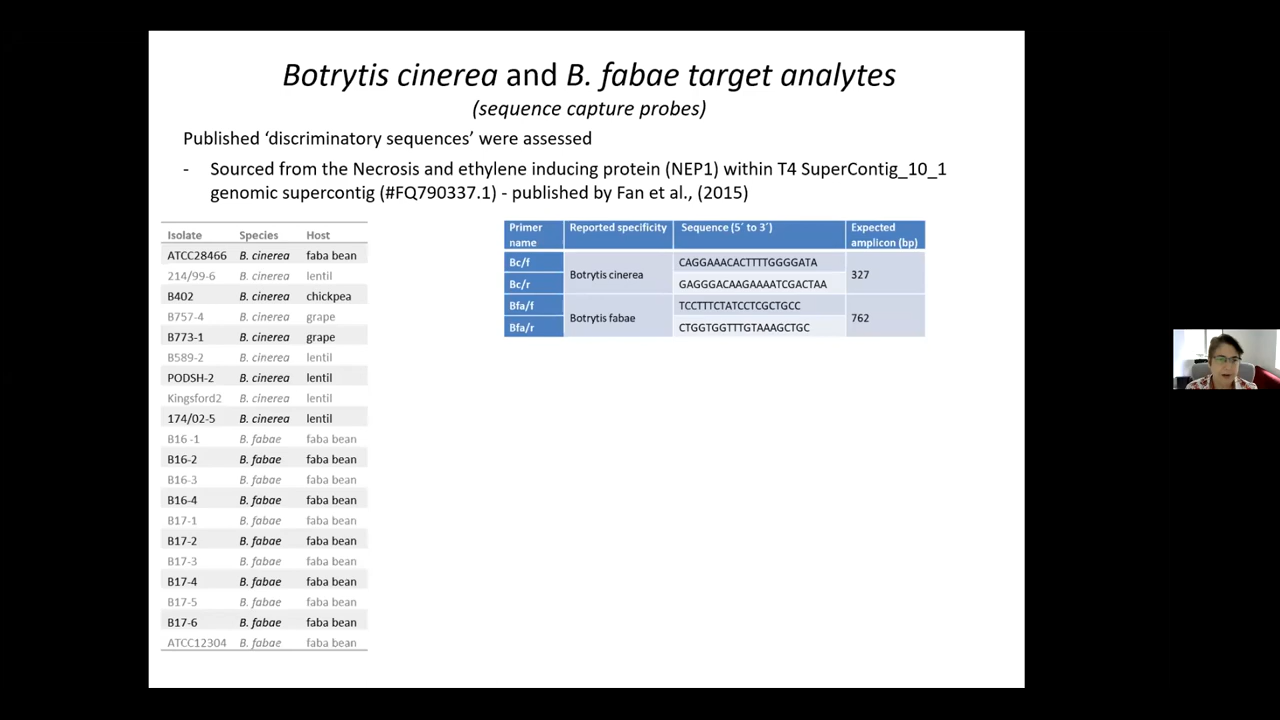 Botrytis cinerea and B. fabae target analytes
(sequence capture probes)
Published ‘discriminatory sequences’ were assessed
- Sourced from the Necrosis and ethylene inducing protein (NEP1) within T4 SuperContig_10_1
genomic supercontig (#FQ790337.1) - published by Fan et al., (2015)
Isolate Species Host
ATCC28466 B. cinerea faba bean
214/99-6 B. cinerea lentil
B402 B. cinerea chickpea
B757-4 B. cinerea grape
B773-1 B. cinerea grape
B589-2 B. cinerea lentil
PODSH-2 B. cinerea lentil
Kingsford2 B. cinerea lentil
174/02-5 B. cinerea lentil
B16 -1 B. fabae faba bean
B16-2 B. fabae faba bean
B16-3 B. fabae faba bean
B16-4 B. fabae faba bean
B17-1 B. fabae faba bean
B17-2 B. fabae faba bean
B17-3 B. fabae faba bean
B17-4 B. fabae faba bean
B17-5 B. fabae faba bean
B17-6 B. fabae faba bean
ATCC12304 B. fabae faba bean
Primer Reported specificity Sequence (5´ to 3´) Expected
name amplicon (bp)
Bc/f CAGGAAACACTTTTGGGGATA
Botrytis cinerea 327
Bc/r GAGGGACAAGAAAATCGACTAA
Bfa/f TCCTTTCTATCCTCGCTGCC
Botrytis fabae 762
Bfa/r CTGGTGGTTTGTAAAGCTGC